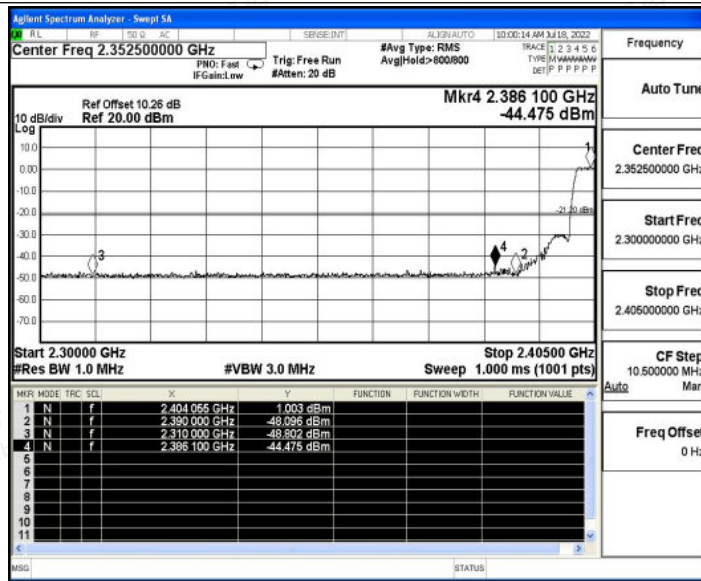 Agilent Spectrum Analyzer - Swept SA
RL RF 50 Ω AC SENSE:INT ALIGNAUTO 10:00:14 AM Jul 18, 2022
Center Freq 2.352500000 GHz #Avg Type: RMS TRACE 1 2 3 4 5 6
PNO: Fast Trig: Free Run Avg|Hold:>800/800 TYPE
IFGain:Low #Atten: 20 dB DET P P P P P P
Ref Offset 10.26 dB Mkr4 2.386 100 GHz
10 dB/div Ref 20.00 dBm -44.475 dBm
Log
10.0
0.00
-10.0
-20.0
-21.20 dBm
-30.0
-40.0
-50.0
-60.0
-70.0
1
2
3
4
Start 2.30000 GHz Stop 2.40500 GHz
#Res BW 1.0 MHz #VBW 3.0 MHz Sweep 1.000 ms (1001 pts)
MKR MODE TRC SCL X Y FUNCTION FUNCTION WIDTH FUNCTION VALUE
1 N f 2.404 055 GHz 1.003 dBm
2 N f 2.390 000 GHz -48.096 dBm
3 N f 2.310 000 GHz -48.802 dBm
4 N f 2.386 100 GHz -44.475 dBm
5
6
7
8
9
10
11
MSG STATUS
Frequency
Auto Tune
Center Freq
2.352500000 GHz
Start Freq
2.300000000 GHz
Stop Freq
2.405000000 GHz
CF Step
10.500000 MHz
Auto Man
Freq Offset
0 Hz